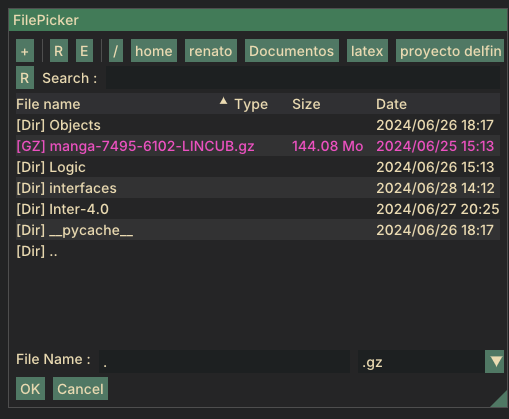 FilePicker
+ R E / home renato Documentos latex proyecto delfin
R Search :
File name Type Size Date
[Dir] Objects 2024/06/26 18:17
[GZ] manga-7495-6102-LINCUB.gz 144.08 Mo 2024/06/25 15:13
[Dir] Logic 2024/06/26 15:13
[Dir] interfaces 2024/06/28 14:12
[Dir] Inter-4.0 2024/06/27 20:25
[Dir] __pycache__ 2024/06/26 18:17
[Dir] ..
File Name : . .gz
OK Cancel